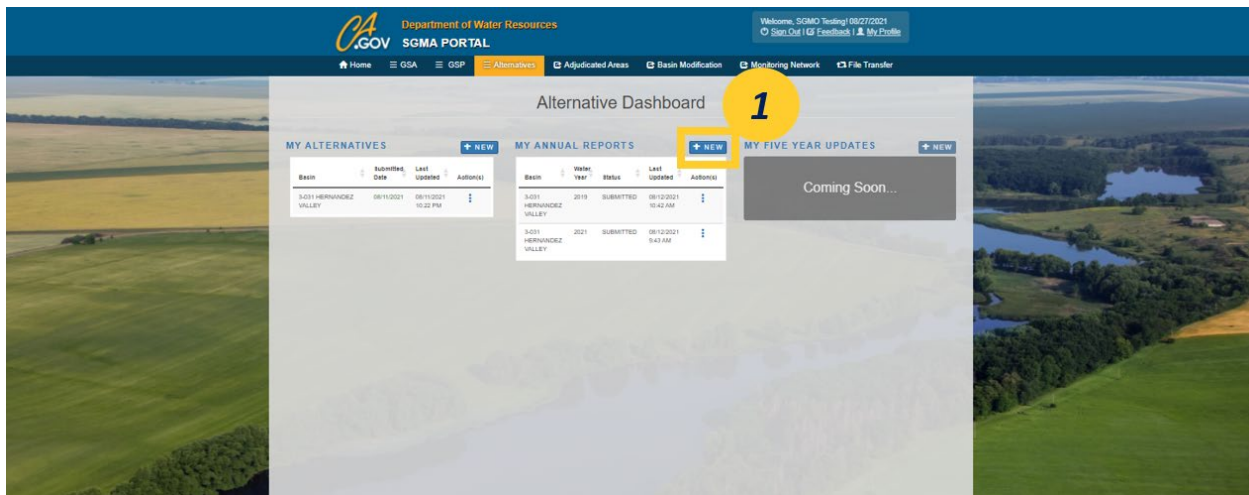 CA .GOV
Department of Water Resources
SGMA PORTAL
Welcome, SGMO Testing! 08/27/2021
Sign Out | Feedback | My Profile
Home GSA GSP Alternatives Adjudicated Areas Basin Modification Monitoring Network File Transfer
Alternative Dashboard
1
MY ALTERNATIVES + NEW
Basin Submitted Date Last Updated Action(s)
3-031 HERNANDEZ VALLEY 08/11/2021 08/11/2021 10:22 PM
MY ANNUAL REPORTS + NEW
Basin Water Year Status Last Updated Action(s)
3-031 HERNANDEZ VALLEY 2019 SUBMITTED 08/12/2021 10:42 AM
3-031 HERNANDEZ VALLEY 2021 SUBMITTED 08/12/2021 9:43 AM
MY FIVE YEAR UPDATES + NEW
Coming Soon...